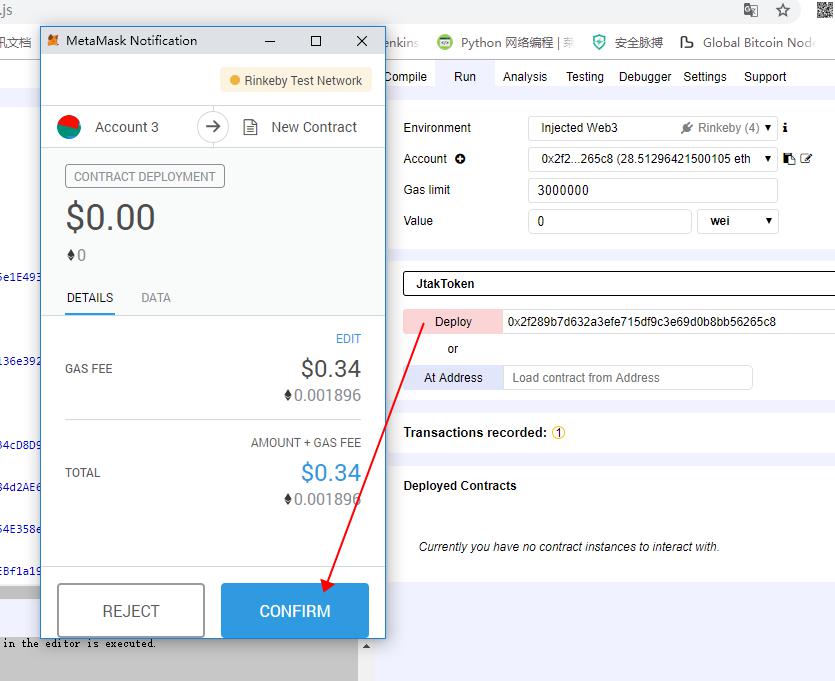 .js
讯文档
enkins
Python 网络编程 | 菜
安全脉搏
Global Bitcoin Node
MetaMask Notification
Rinkeby Test Network
Account 3
New Contract
CONTRACT DEPLOYMENT
$0.00
0
DETAILS
DATA
EDIT
GAS FEE
$0.34
0.001896
AMOUNT + GAS FEE
TOTAL
$0.34
0.001896
REJECT
CONFIRM
Compile
Run
Analysis
Testing
Debugger
Settings
Support
Environment
Injected Web3
Rinkeby (4)
Account
0x2f2...265c8 (28.51296421500105 eth
Gas limit
3000000
Value
0
wei
JtakToken
Deploy
0x2f289b7d632a3efe715df9c3e69d0b8bb56265c8
or
At Address
Load contract from Address
Transactions recorded: 1
Deployed Contracts
Currently you have no contract instances to interact with.
5e1E493
136e392
34cD8D9
84d2AE6
54E358e
EBf1a19
in the editor is executed.